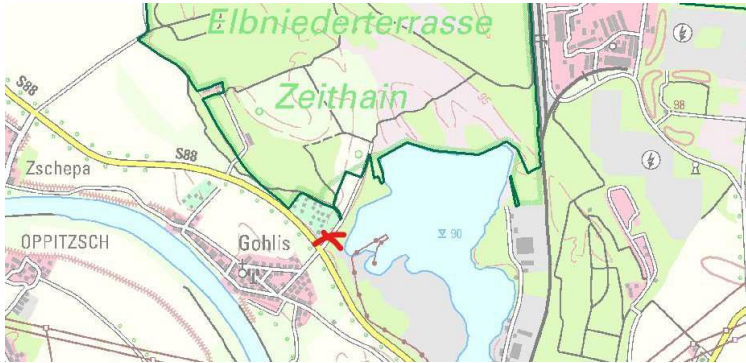 Elbniederterrasse
Zeithain
S88
S88
Zschepa
OPPITZSCH
Gohlis
90
95
98